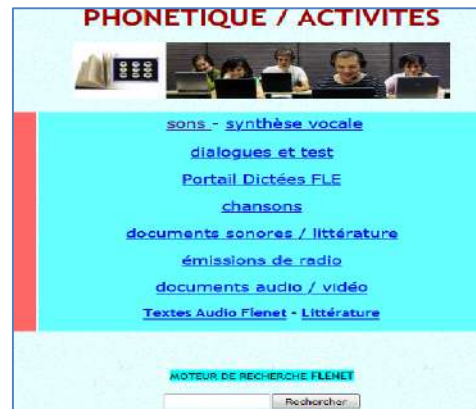 PHONETIQUE / ACTIVITES
sons - synthèse vocale
dialogues et test
Portail Dictées FLE
chansons
documents sonores / littérature
émissions de radio
documents audio / vidéo
Textes Audio Flenet - Littérature
MOTEUR DE RECHERCHE FLENET
Rechercher